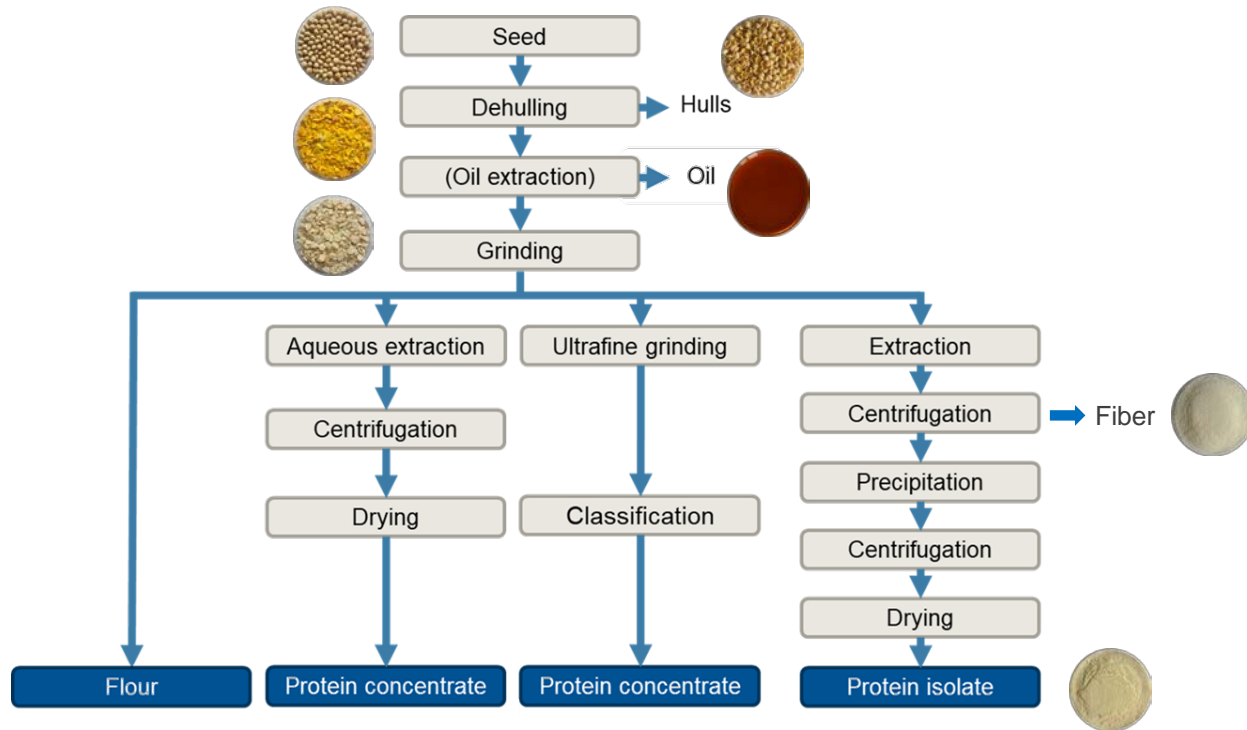 Seed
Dehulling
Hulls
(Oil extraction)
Oil
Grinding
Aqueous extraction
Ultrafine grinding
Extraction
Centrifugation
Centrifugation
Fiber
Precipitation
Drying
Classification
Centrifugation
Drying
Flour
Protein concentrate
Protein concentrate
Protein isolate